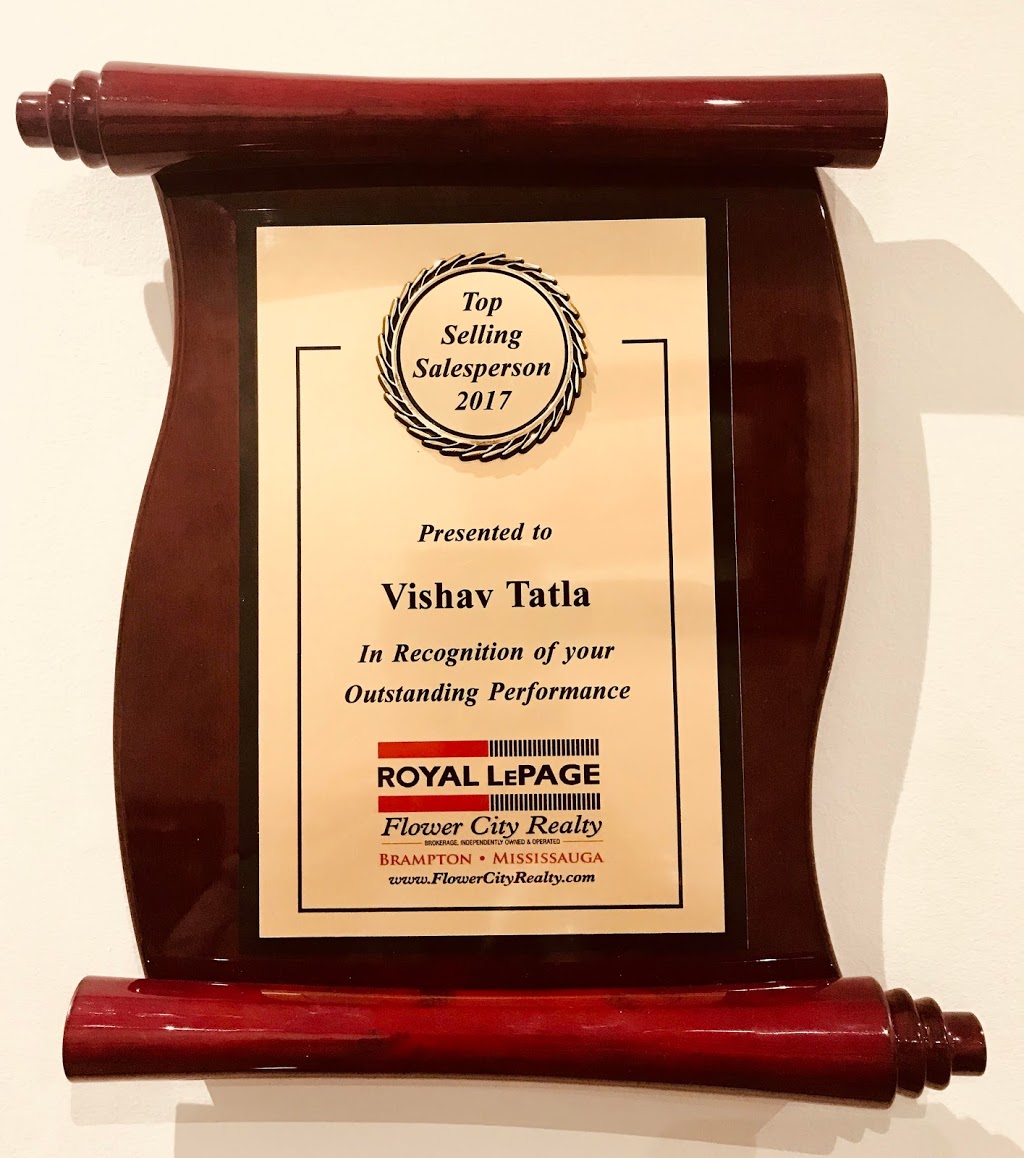 Top
Selling
Salesperson
2017
Presented to
Vishav Tatla
In Recognition of your
Outstanding Performance
ROYAL LEPAGE
Flower City Realty
BROKERAGE, INDEPENDENTLY OWNED & OPERATED
BRAMPTON • MISSISSAUGA
www.FlowerCityRealty.com